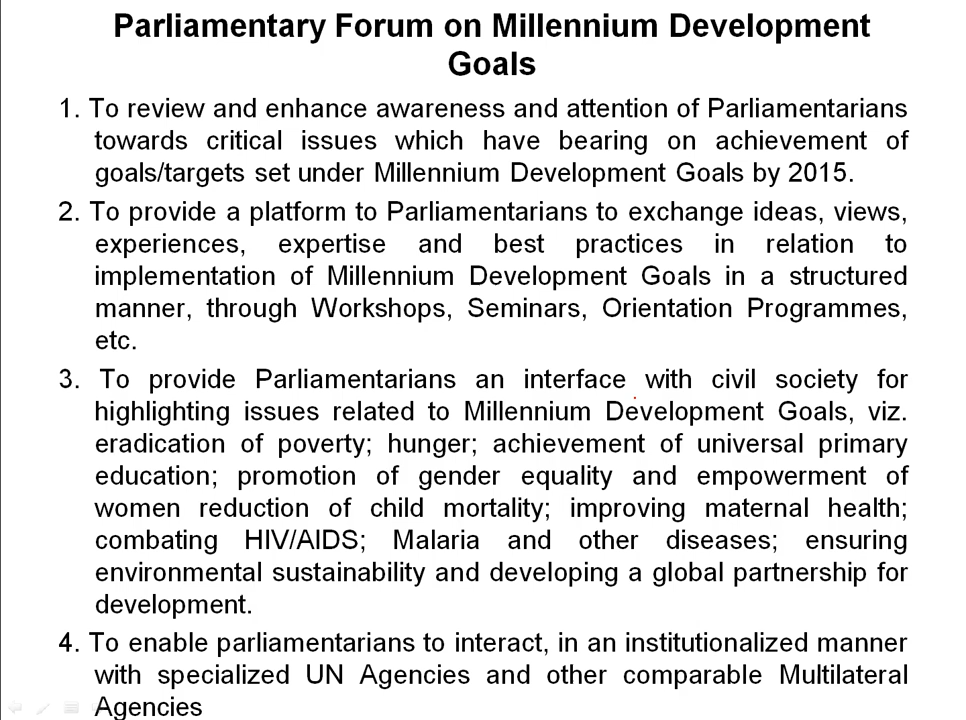 Parliamentary Forum on Millennium Development
Goals
1. To review and enhance awareness and attention of Parliamentarians
towards critical issues which have bearing on achievement of
goals/targets set under Millennium Development Goals by 2015.
2. To provide a platform to Parliamentarians to exchange ideas, views,
experiences, expertise and best practices in relation to
implementation of Millennium Development Goals in a structured
manner, through Workshops, Seminars, Orientation Programmes,
etc.
3. To provide Parliamentarians an interface with civil society for
highlighting issues related to Millennium Development Goals, viz.
eradication of poverty; hunger; achievement of universal primary
education; promotion of gender equality and empowerment of
women reduction of child mortality; improving maternal health;
combating HIV/AIDS; Malaria and other diseases; ensuring
environmental sustainability and developing a global partnership for
development.
4. To enable parliamentarians to interact, in an institutionalized manner
with specialized UN Agencies and other comparable Multilateral
Agencies